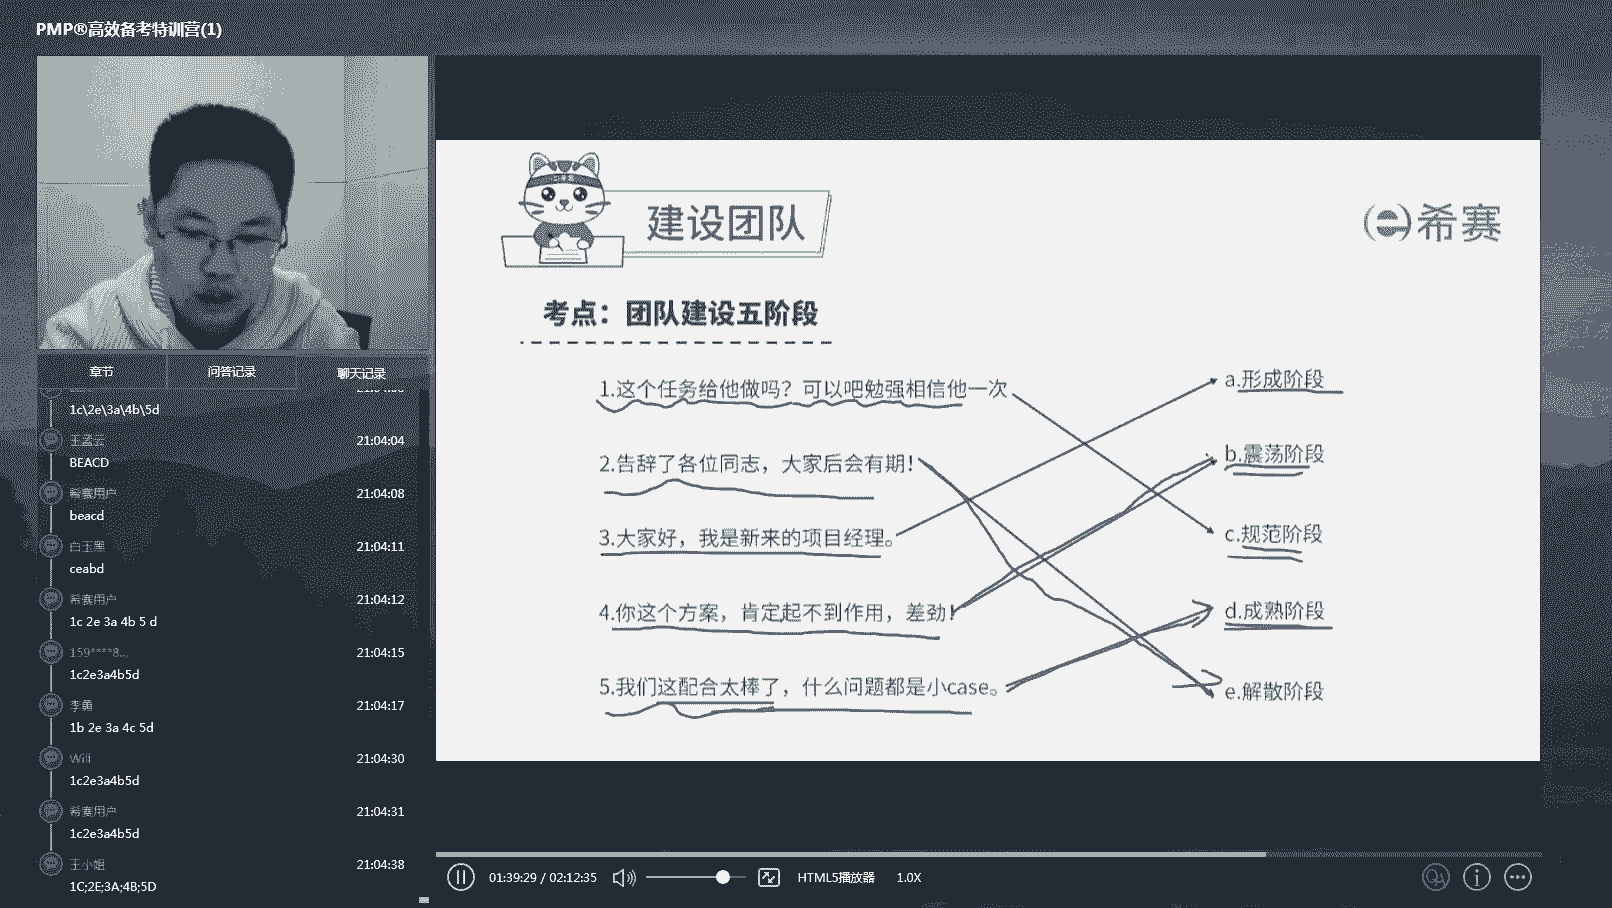 PMP®高效备考特训营(1)
章节
问答记录
聊天记录
1c\2e\3a\4b\5d
王孟云
21:04:04
BEACD
希赛用户
21:04:08
beacd
白玉黑
21:04:11
ceabd
希赛用户
21:04:12
1c 2e 3a 4b 5 d
159****8...
21:04:15
1c2e3a4b5d
李勇
21:04:17
1b 2e 3a 4c 5d
Will
21:04:30
1c2e3a4b5d
希赛用户
21:04:31
1c2e3a4b5d
王小姐
21:04:38
1C;2E;3A;4B;5D
建设团队
希赛
考点：团队建设五阶段
1.这个任务给他做吗？可以吧勉强相信他一次
2.告辞了各位同志，大家后会有期！
3.大家好，我是新来的项目经理。
4.你这个方案，肯定起不到作用，差劲！
5.我们这配合太棒了，什么问题都是小case。
a.形成阶段
b.震荡阶段
c.规范阶段
d.成熟阶段
e.解散阶段
01:39:29 / 02:12:35
HTML5播放器
1.0X